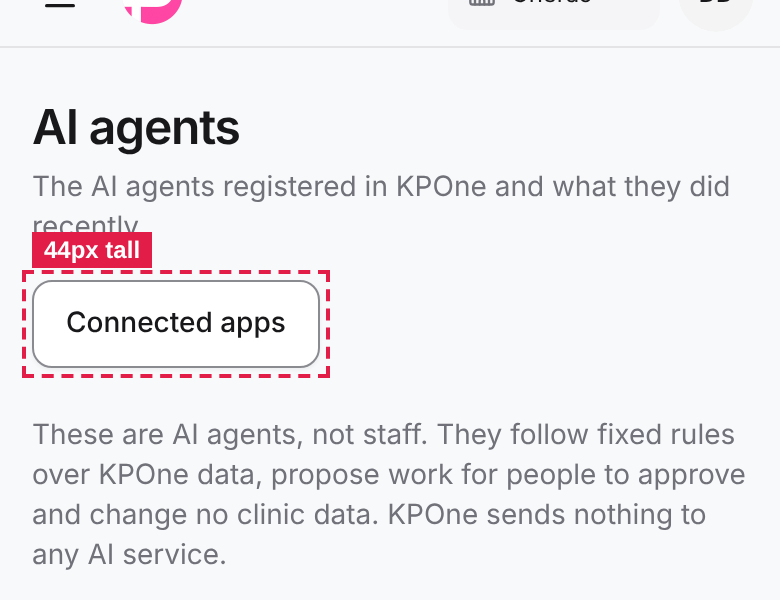 AI agents
The AI agents registered in KPOne and what they did
recently
44px tall
Connected apps
These are AI agents, not staff. They follow fixed rules
over KPOne data, propose work for people to approve
and change no clinic data. KPOne sends nothing to
any AI service.